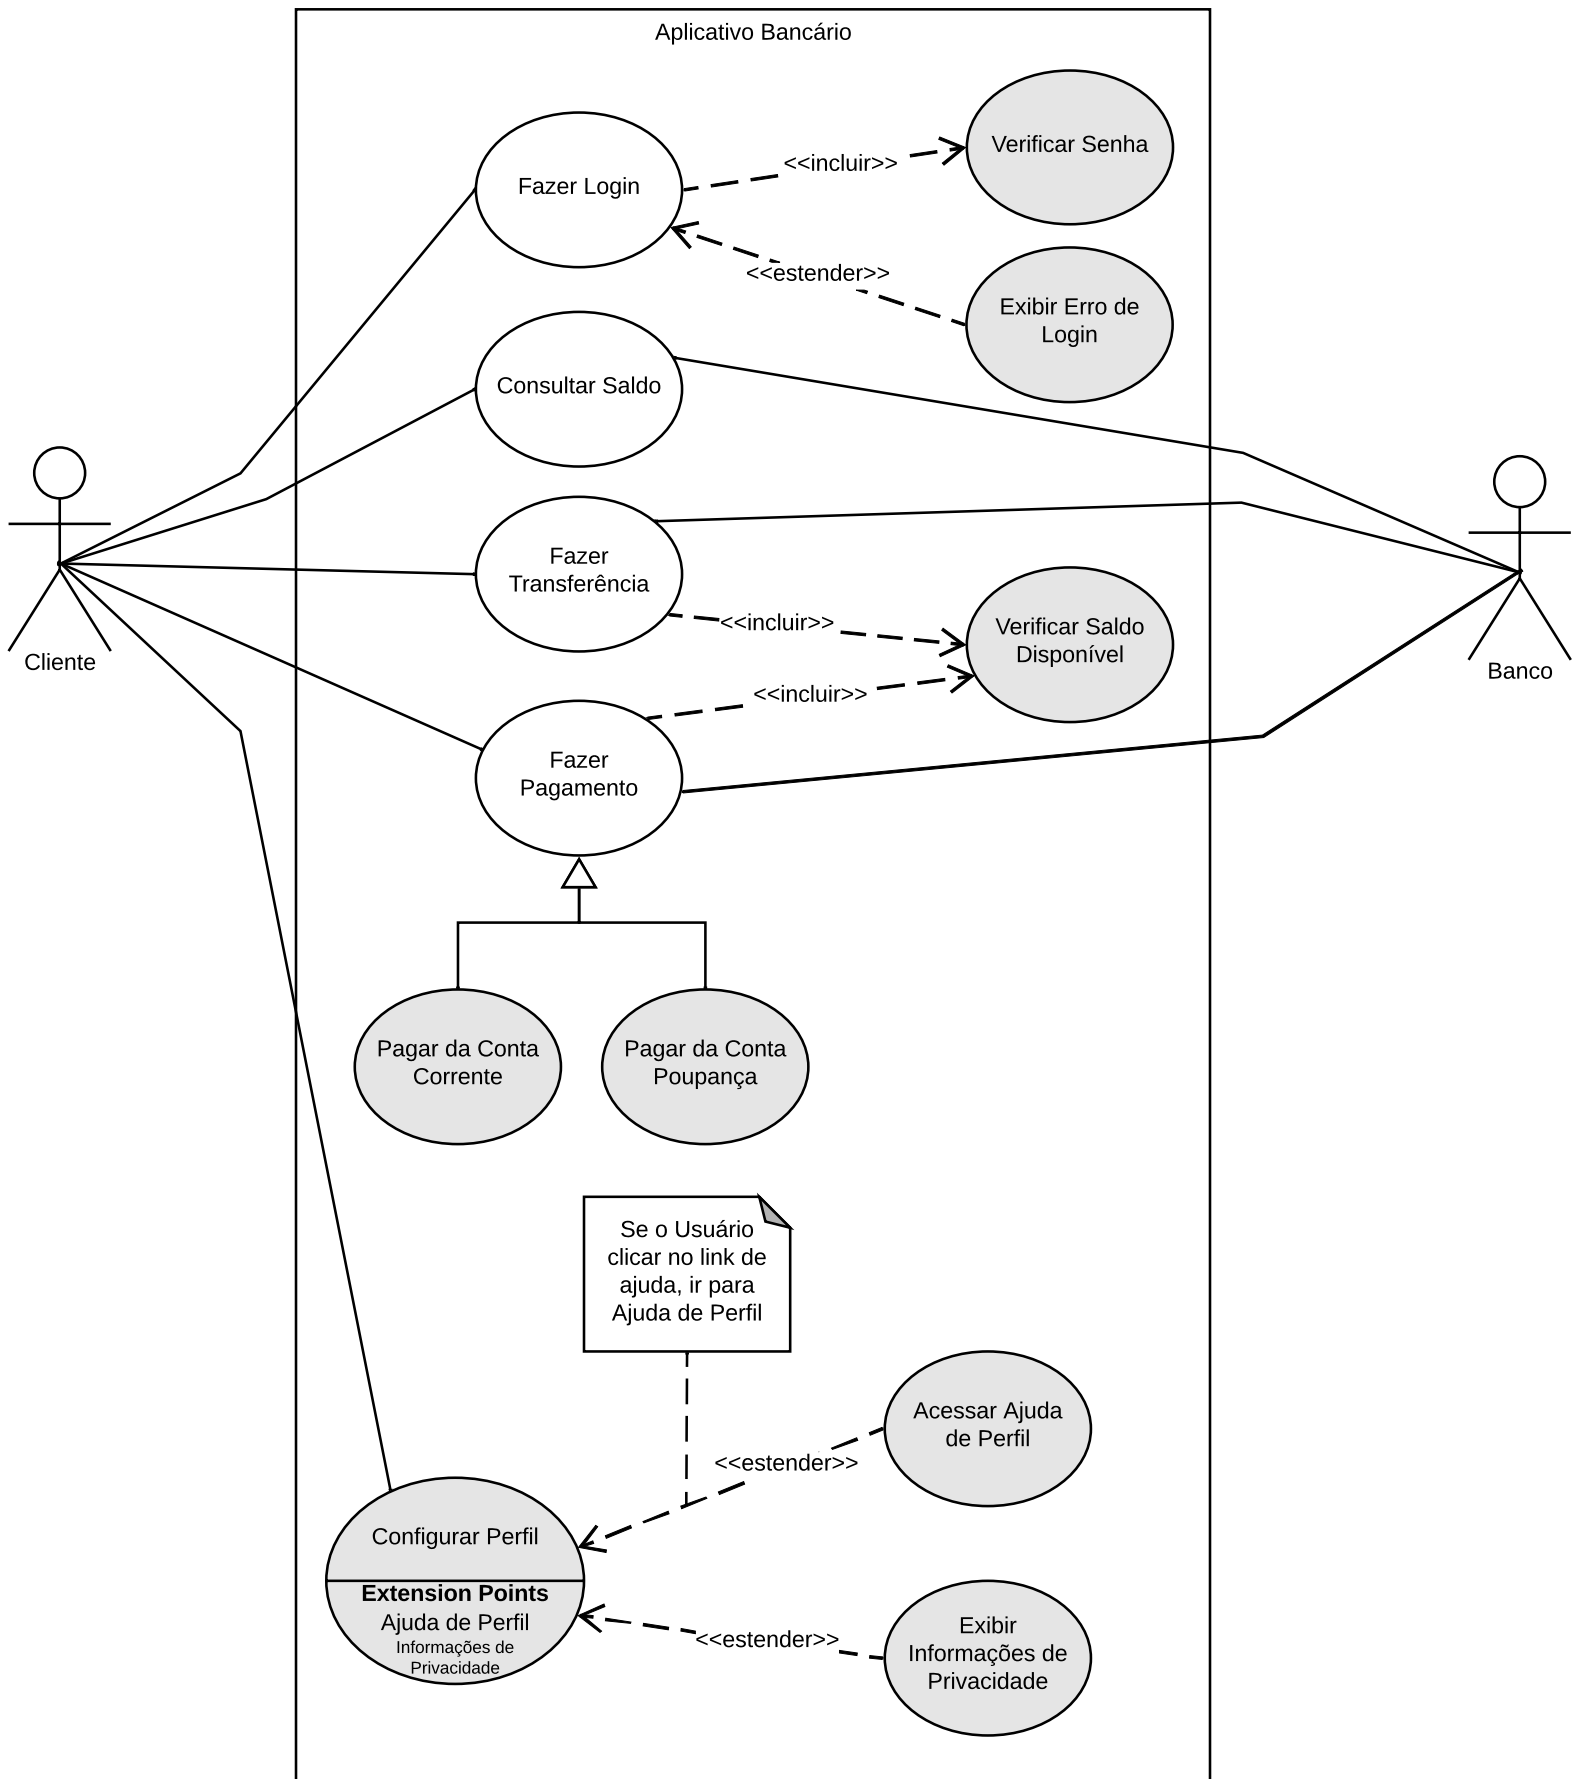 Aplicativo Bancário
Verificar Senha
<<incluir>>
Fazer Login
<<estender>>
Exibir Erro de
Login
Consultar Saldo
Fazer
Transferência
<<incluir>>
Verificar Saldo
Disponível
Cliente
Banco
<<incluir>>
Fazer
Pagamento
Pagar da Conta
Corrente
Pagar da Conta
Poupança
Se o Usuário
clicar no link de
ajuda, ir para
Ajuda de Perfil
Acessar Ajuda
de Perfil
<<estender>>
Configurar Perfil
Extension Points
Ajuda de Perfil
Informações de
Privacidade
<<estender>>
Exibir
Informações de
Privacidade